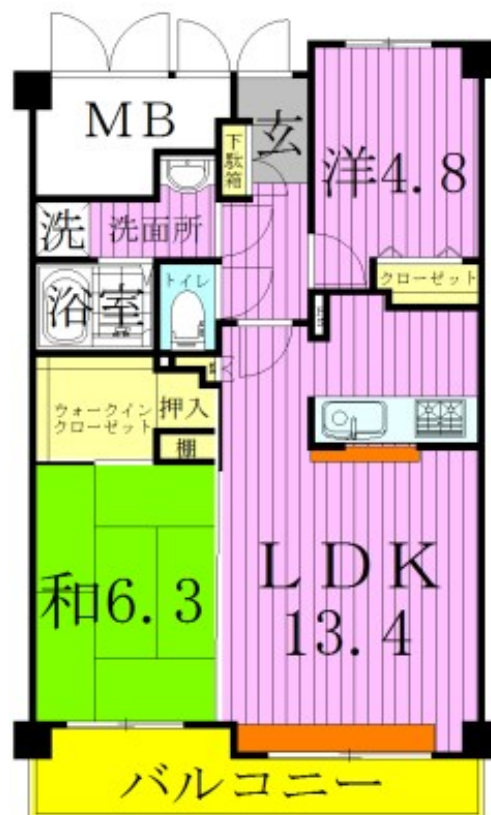 MB
玄
下駄箱
洋4.8
洗
洗面所
クローゼット
浴室
トイレ
ウォークイン
クローゼット
押入
棚
LDK
13.4
和6.3
バルコニー